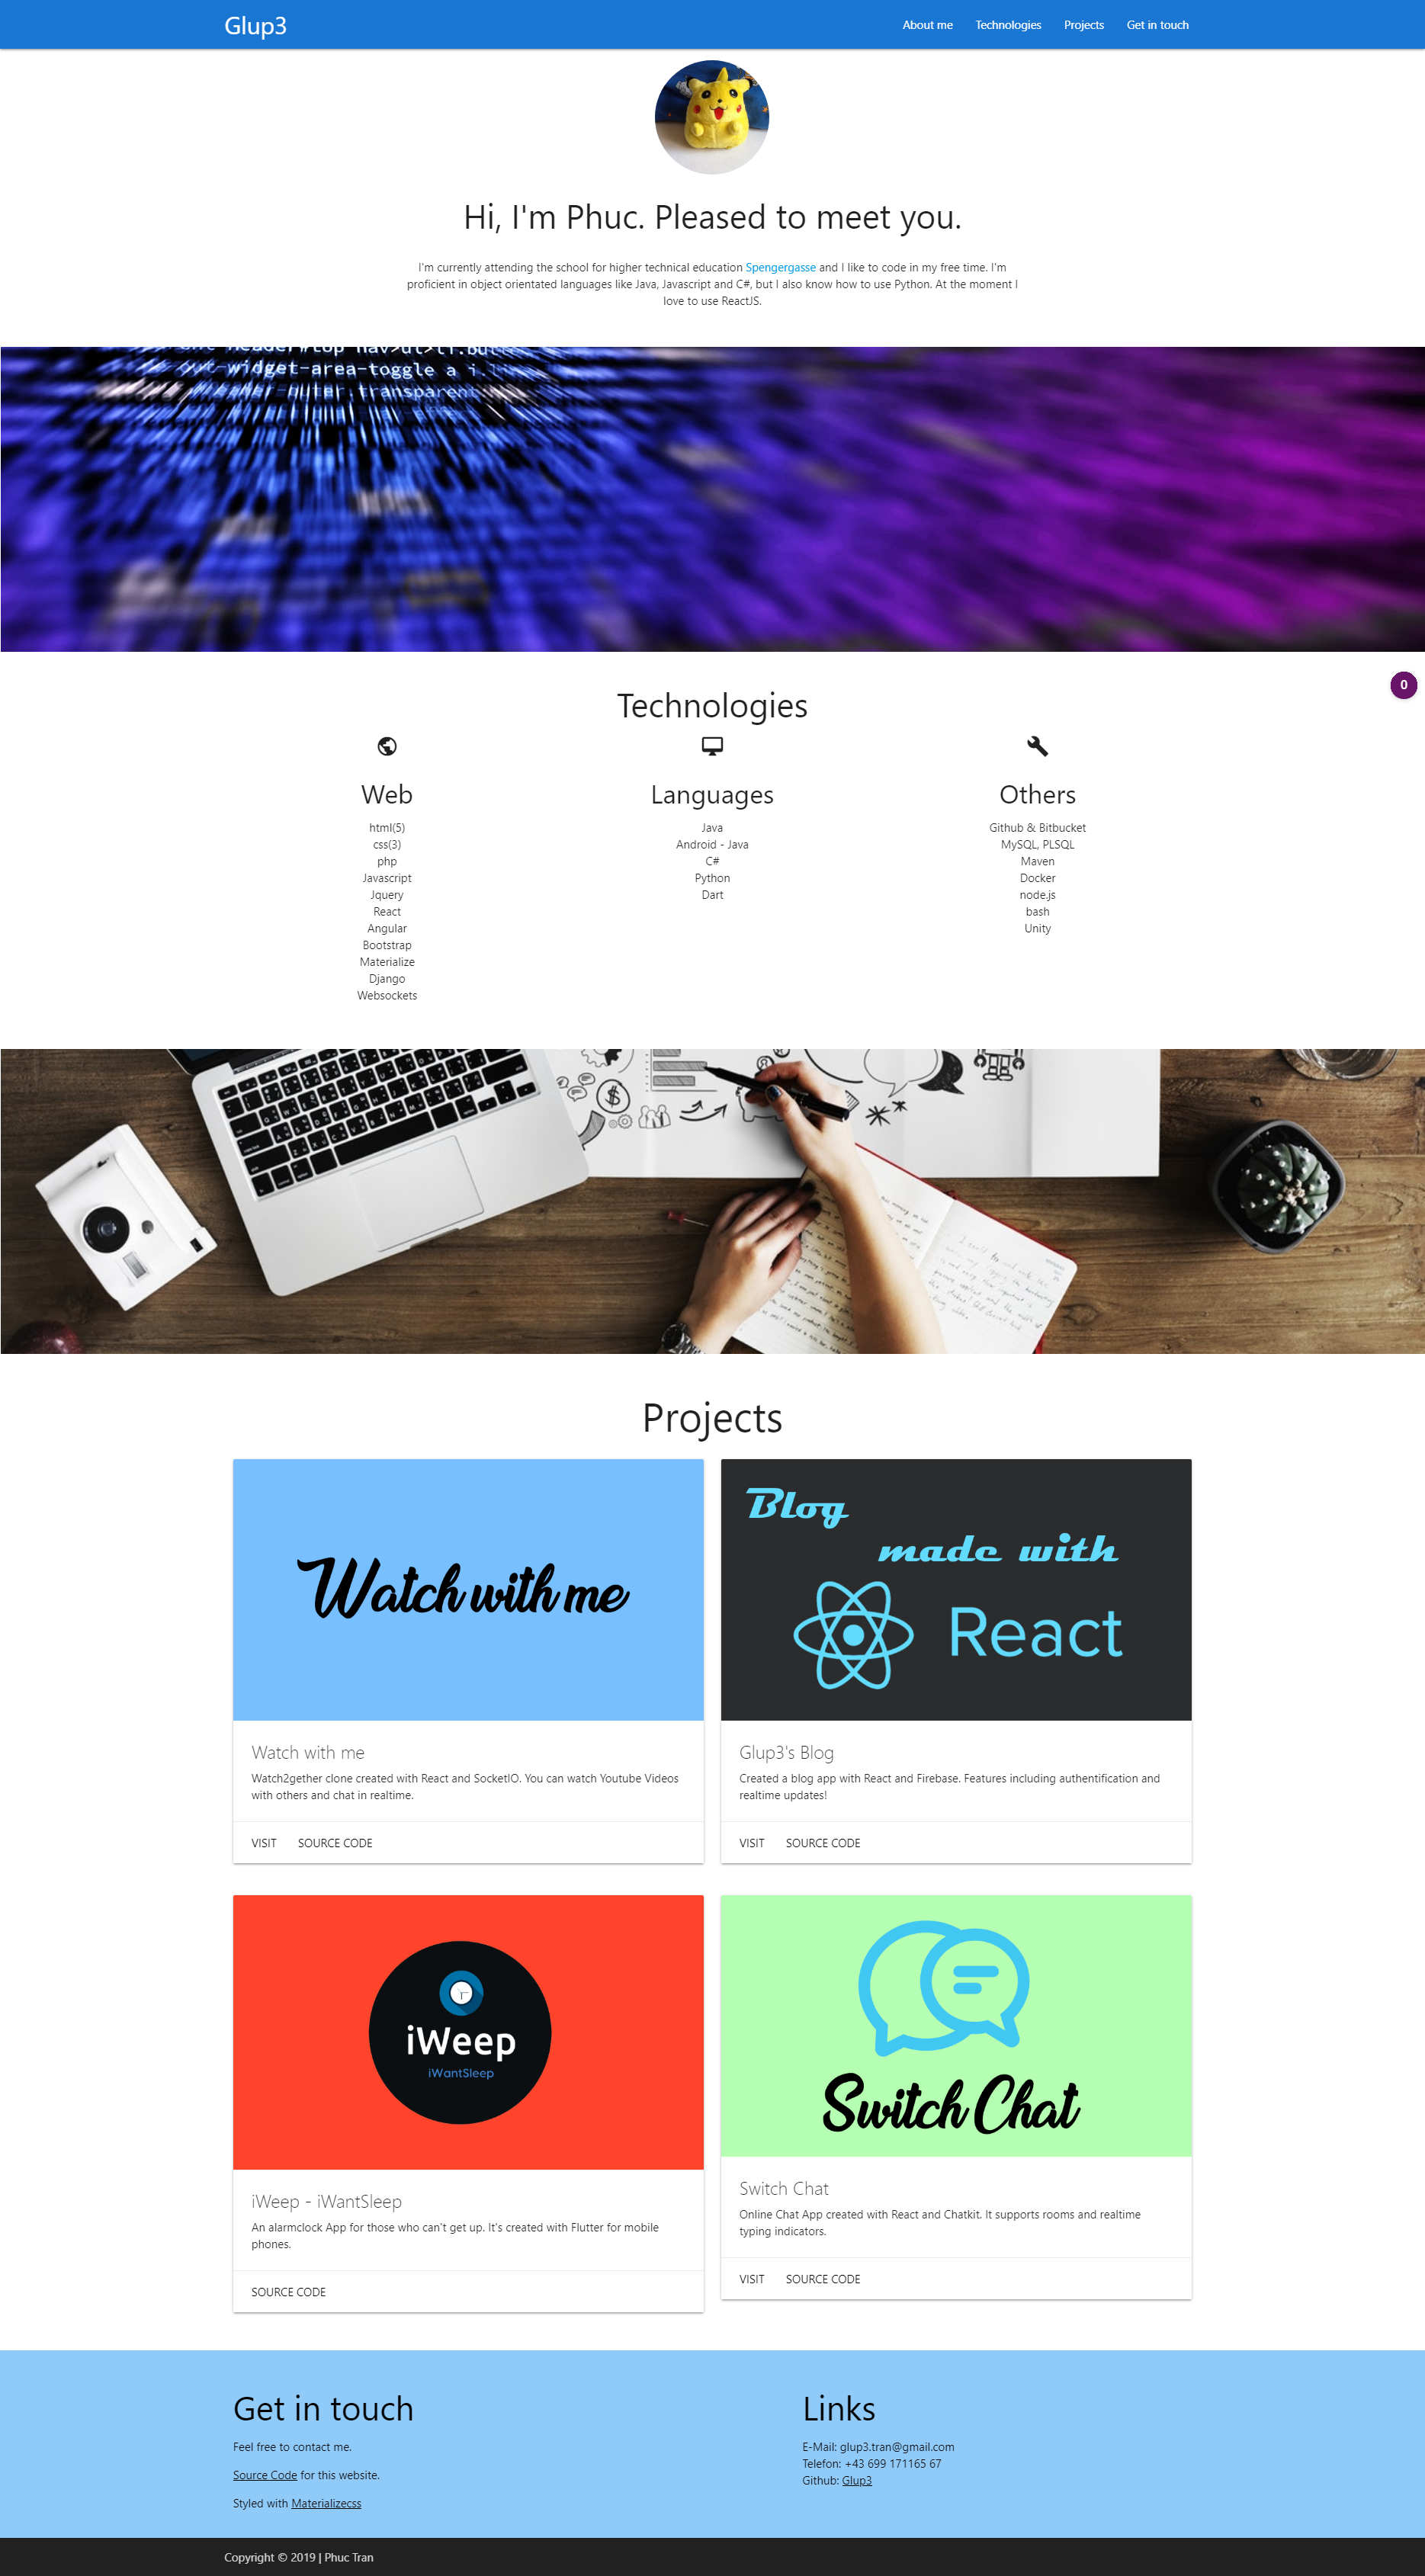 Glup3
About me
Technologies
Projects
Get in touch
Hi, I'm Phuc. Pleased to meet you.
I'm currently attending the school for higher technical education Spengergasse and I like to code in my free time. I'm
proficient in object orientated languages like Java, Javascript and C#, but I also know how to use Python. At the moment I
love to use ReactJS.
out-widget-area-toggle a i.
0
Technologies
Web
html(5)
css(3)
php
Javascript
Jquery
React
Angular
Bootstrap
Materialize
Django
Websockets
Languages
Java
Android - Java
C#
Python
Dart
Others
Github & Bitbucket
MySQL, PLSQL
Maven
Docker
node.js
bash
Unity
Projects
Watch with me
Watch with me
Watch2gether clone created with React and SocketIO. You can watch Youtube Videos
with others and chat in realtime.
VISIT
SOURCE CODE
Blog
made with
React
Glup3's Blog
Created a blog app with React and Firebase. Features including authentification and
realtime updates!
VISIT
SOURCE CODE
iWeep
iWantSleep
iWeep - iWantSleep
An alarmclock App for those who can't get up. It's created with Flutter for mobile
phones.
SOURCE CODE
Switch Chat
Switch Chat
Online Chat App created with React and Chatkit. It supports rooms and realtime
typing indicators.
VISIT
SOURCE CODE
Get in touch
Feel free to contact me.
Source Code for this website.
Styled with Materializecss
Links
E-Mail: glup3.tran@gmail.com
Telefon: +43 699 171165 67
Github: Glup3
Copyright © 2019 | Phuc Tran